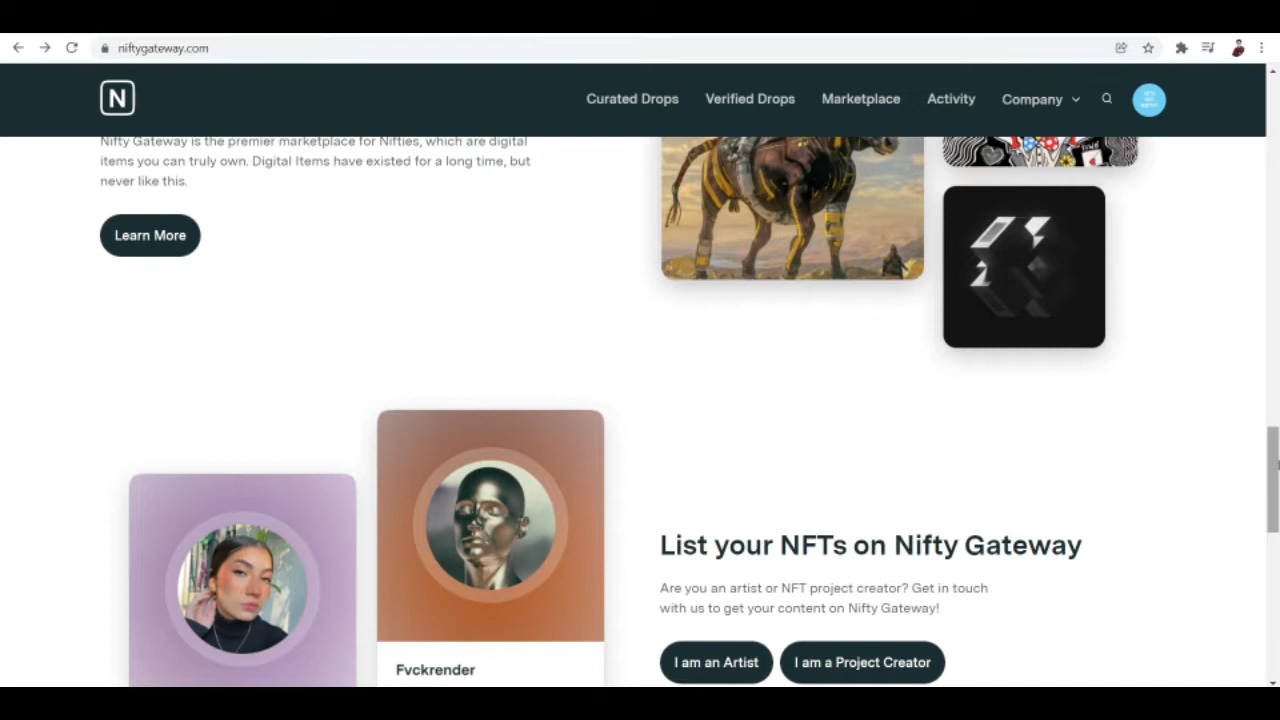 niftygateway.com
N
Curated Drops
Verified Drops
Marketplace
Activity
Company
Nifty Gateway is the premier marketplace for Nifties, which are digital
items you can truly own. Digital Items have existed for a long time, but
never like this.
Learn More
List your NFTs on Nifty Gateway
Are you an artist or NFT project creator? Get in touch
with us to get your content on Nifty Gateway!
I am an Artist
I am a Project Creator
Fvckrender